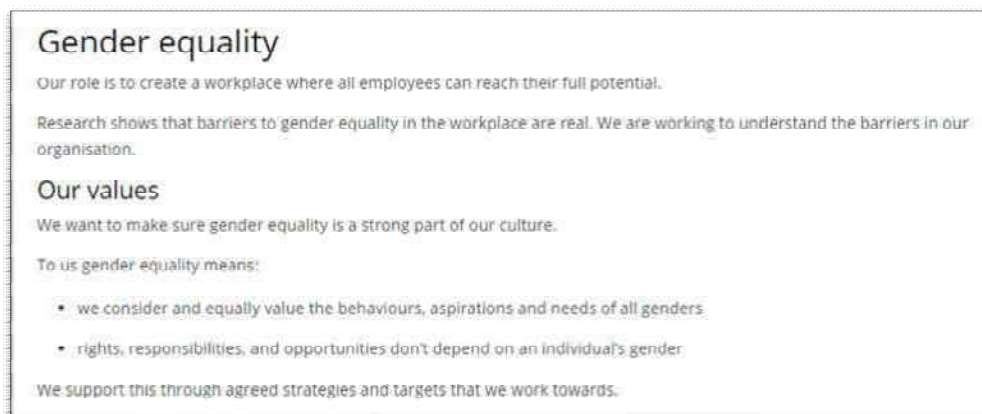 Gender equality
Our role is to create a workplace where all employees can reach their full potential.
Research shows that barriers to gender equality in the workplace are real. We are working to understand the barriers in our
organisation.
Our values
We want to make sure gender equality is a strong part of our culture.
To us gender equality means:
• we consider and equally value the behaviours, aspirations and needs of all genders
• rights, responsibilities, and opportunities don't depend on an individual's gender
We support this through agreed strategies and targets that we work towards.